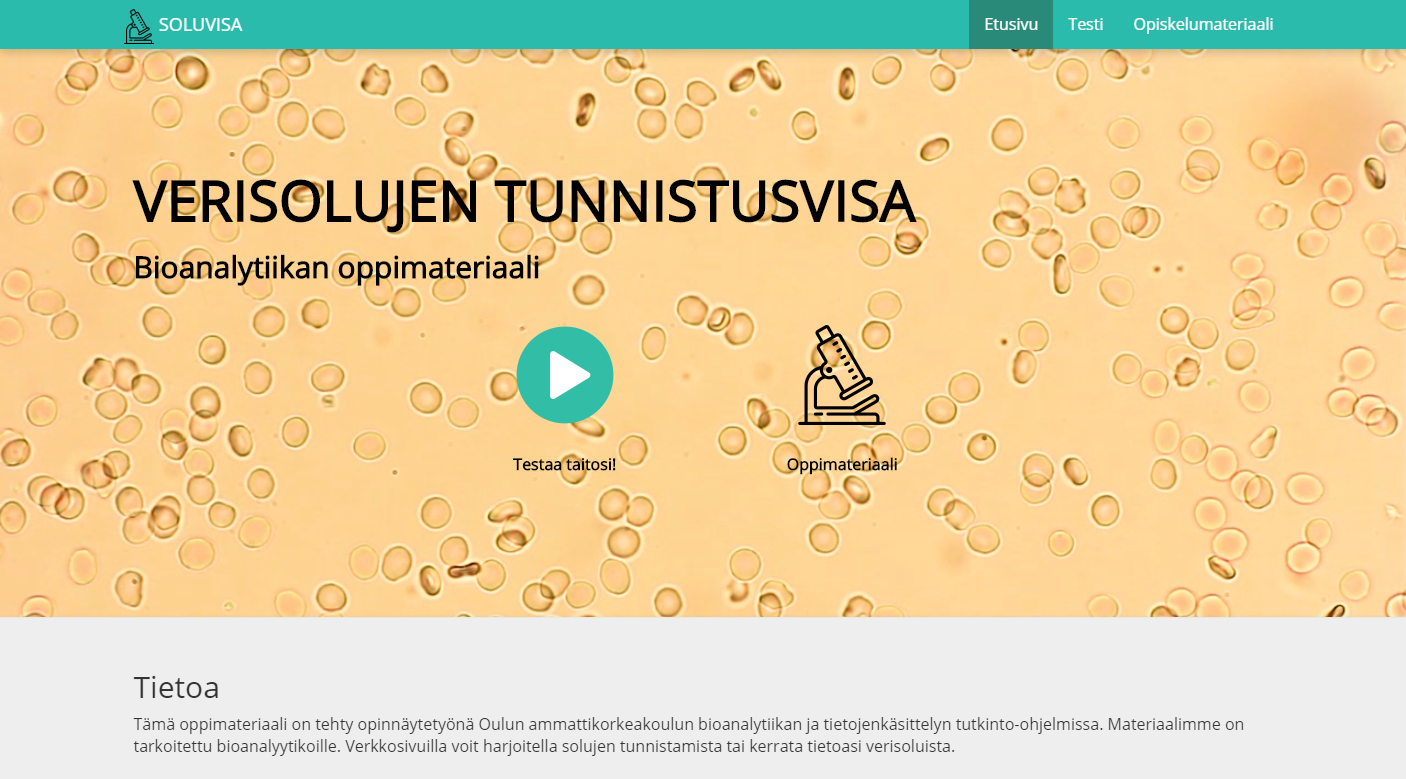 SOLUVISA
Etusivu
Testi
Opiskelumateriaali
VERISOLUJEN TUNNISTUSVISA
Bioanalytiikan oppimateriaali
Testaa taitosi!
Oppimateriaali
Tietoa
Tämä oppimateriaali on tehty opinnäytetyönä Oulun ammattikorkeakoulun bioanalytiikan ja tietojenkäsittelyn tutkinto-ohjelmissa. Materiaalimme on
tarkoitettu bioanalyytikoille. Verkkosivuilla voit harjoitella solujen tunnistamista tai kerrata tietoasi verisoluista.